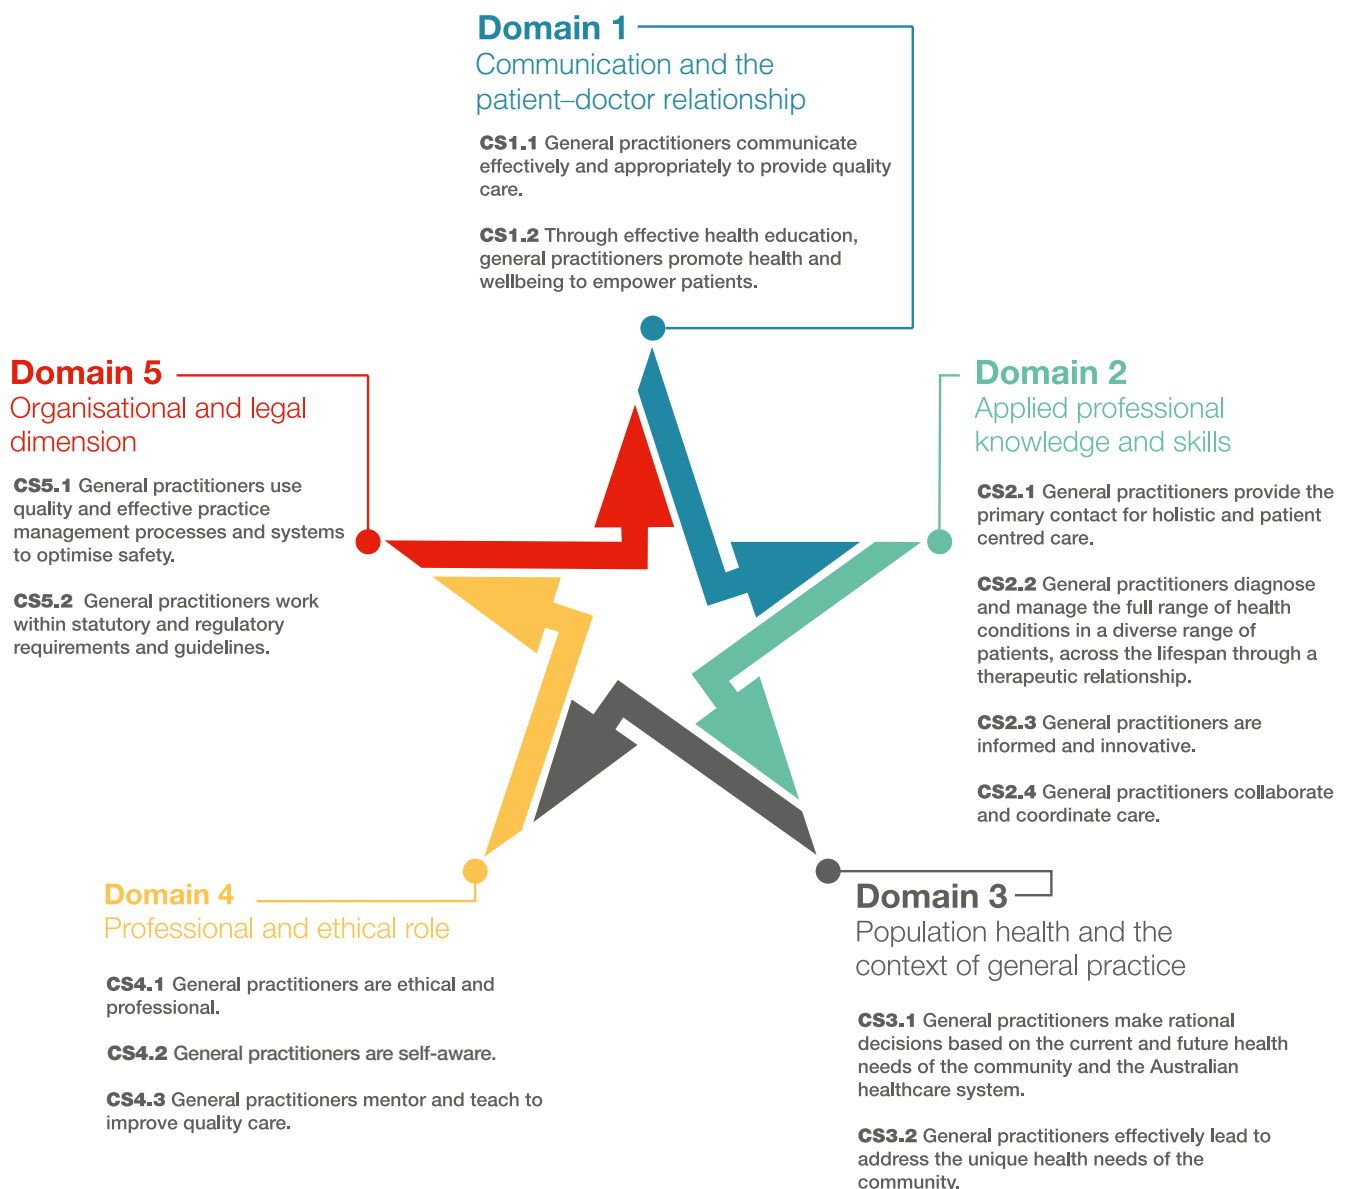 Domain 1
Communication and the
patient–doctor relationship
CS1.1 General practitioners communicate
effectively and appropriately to provide quality
care.
CS1.2 Through effective health education,
general practitioners promote health and
wellbeing to empower patients.
Domain 2
Applied professional
knowledge and skills
CS2.1 General practitioners provide the
primary contact for holistic and patient
centred care.
CS2.2 General practitioners diagnose
and manage the full range of health
conditions in a diverse range of
patients, across the lifespan through a
therapeutic relationship.
CS2.3 General practitioners are
informed and innovative.
CS2.4 General practitioners collaborate
and coordinate care.
Domain 3
Population health and the
context of general practice
CS3.1 General practitioners make rational
decisions based on the current and future health
needs of the community and the Australian
healthcare system.
CS3.2 General practitioners effectively lead to
address the unique health needs of the
community.
Domain 4
Professional and ethical role
CS4.1 General practitioners are ethical and
professional.
CS4.2 General practitioners are self-aware.
CS4.3 General practitioners mentor and teach to
improve quality care.
Domain 5
Organisational and legal
dimension
CS5.1 General practitioners use
quality and effective practice
management processes and systems
to optimise safety.
CS5.2 General practitioners work
within statutory and regulatory
requirements and guidelines.